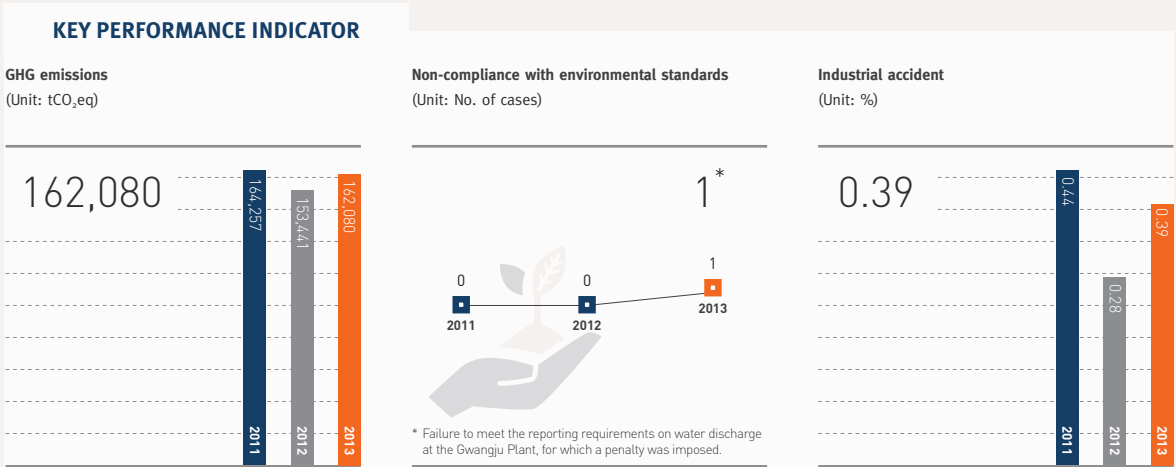 KEY PERFORMANCE INDICATOR
GHG emissions
(Unit: tCO₂eq)
162,080
164,257
153,441
162,080
2011
2012
2013
Non-compliance with environmental standards
(Unit: No. of cases)
1*
0
0
1
2011
2012
2013
* Failure to meet the reporting requirements on water discharge
at the Gwangju Plant, for which a penalty was imposed.
Industrial accident
(Unit: %)
0.39
0.44
0.28
0.39
2011
2012
2013